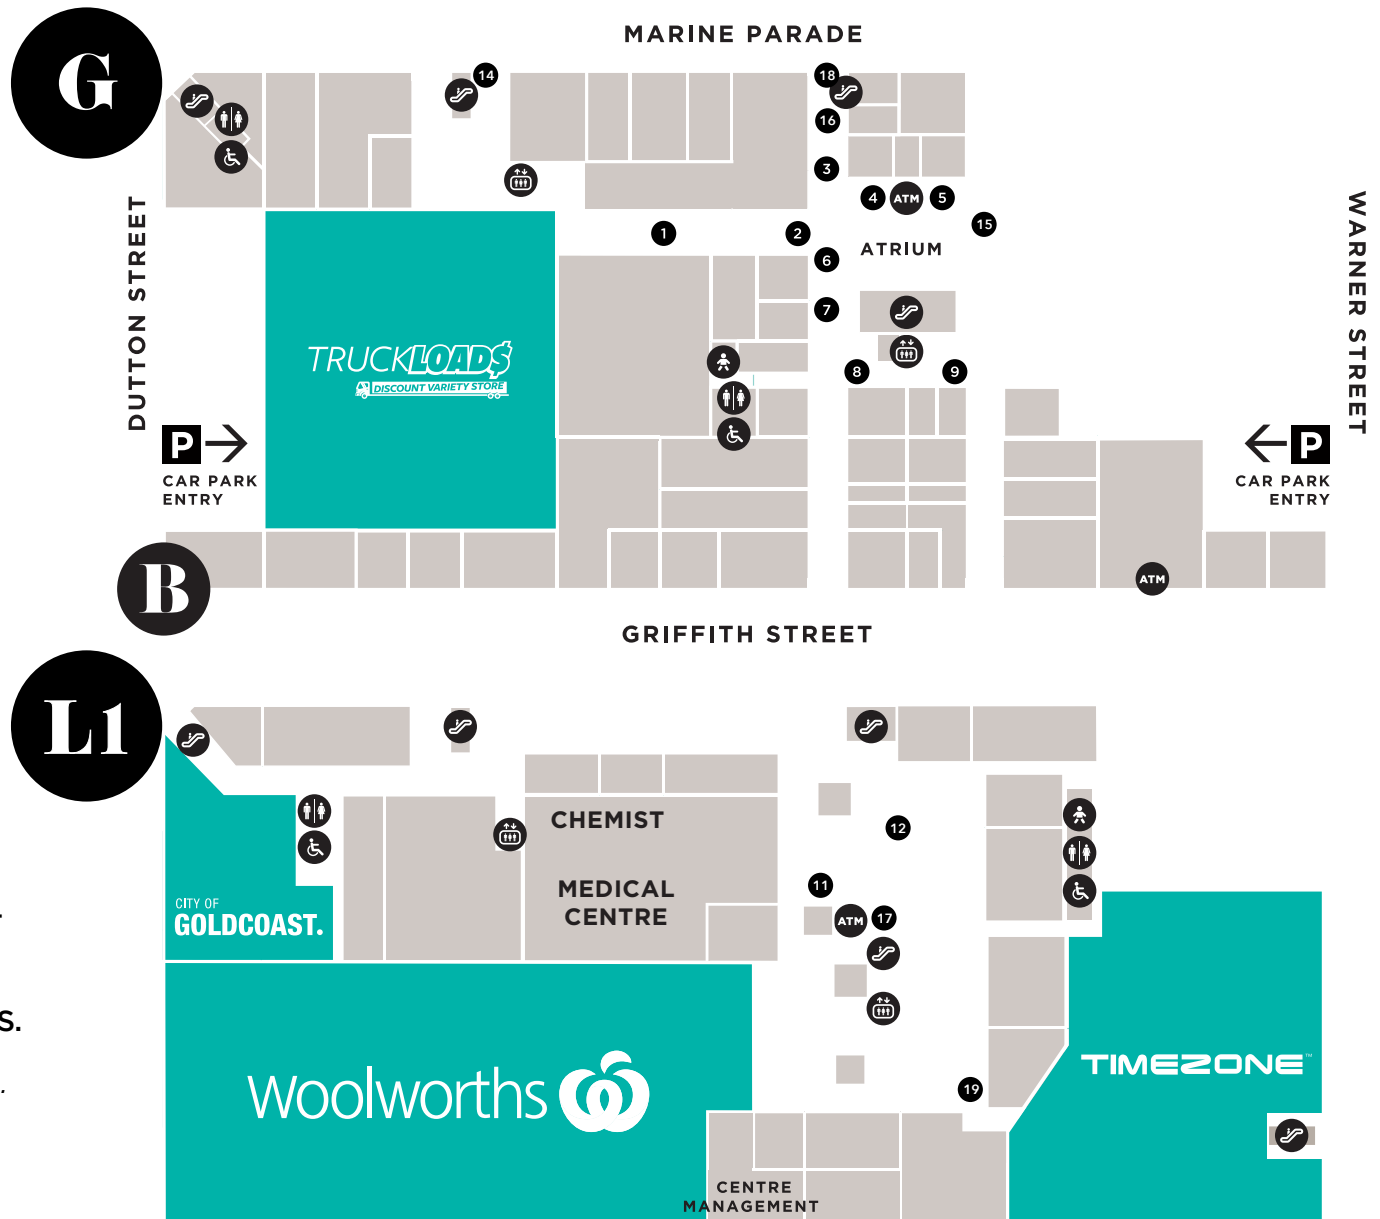 G
MARINE PARADE
14
18
16
3
4
ATM
5
15
1
2
6
ATRIUM
7
8
9
DUTTON STREET
WARNER STREET
TRUCKLOAD$
DISCOUNT VARIETY STORE
P
CAR PARK
ENTRY
P
CAR PARK
ENTRY
B
ATM
GRIFFITH STREET
L1
CHEMIST
12
MEDICAL
CENTRE
11
ATM
17
CITY OF
GOLDCOAST.
s.
Woolworths
TIMEZONE™
19
CENTRE
MANAGEMENT